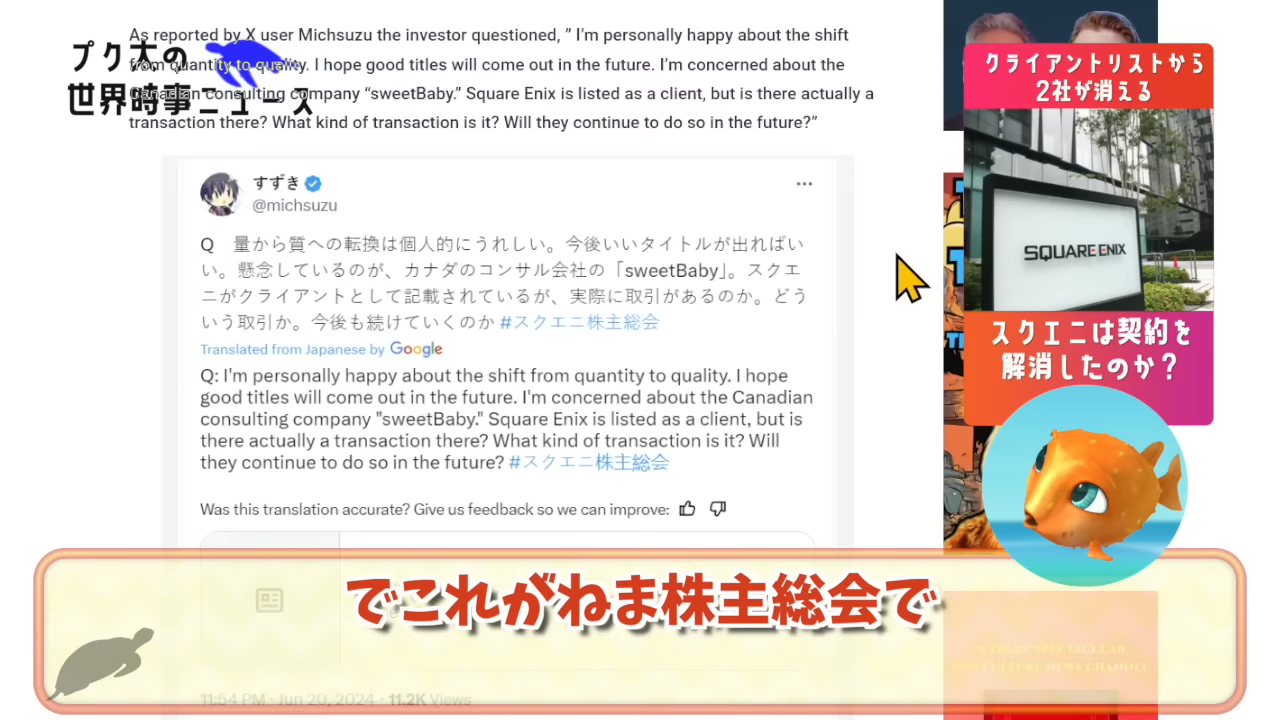 As reported by X user Michsuzu the investor questioned, ” I’m personally happy about the shift
from quantity to quality. I hope good titles will come out in the future. I’m concerned about the
Canadian consulting company “sweetBaby.” Square Enix is listed as a client, but is there actually a
transaction there? What kind of transaction is it? Will they continue to do so in the future?”
プク太の
世界時事ニュース
クライアントリストから
2社が消える
SQUARE ENIX
スクエニは契約を
解消したのか？
すずき
@michsuzu
Q　量から質への転換は個人的にうれしい。今後いいタイトルが出ればい
い。懸念しているのが、カナダのコンサル会社の「sweetBaby」。スクエ
ニがクライアントとして記載されているが、実際に取引があるのか。どう
いう取引か。今後も続けていくのか #スクエニ株主総会
Translated from Japanese by Google
Q: I'm personally happy about the shift from quantity to quality. I hope
good titles will come out in the future. I'm concerned about the Canadian
consulting company "sweetBaby." Square Enix is listed as a client, but is
there actually a transaction there? What kind of transaction is it? Will
they continue to do so in the future? #スクエニ株主総会
Was this translation accurate? Give us feedback so we can improve:
でこれがねま株主総会で
11:54 PM · Jun 20, 2024 · 11.2K Views